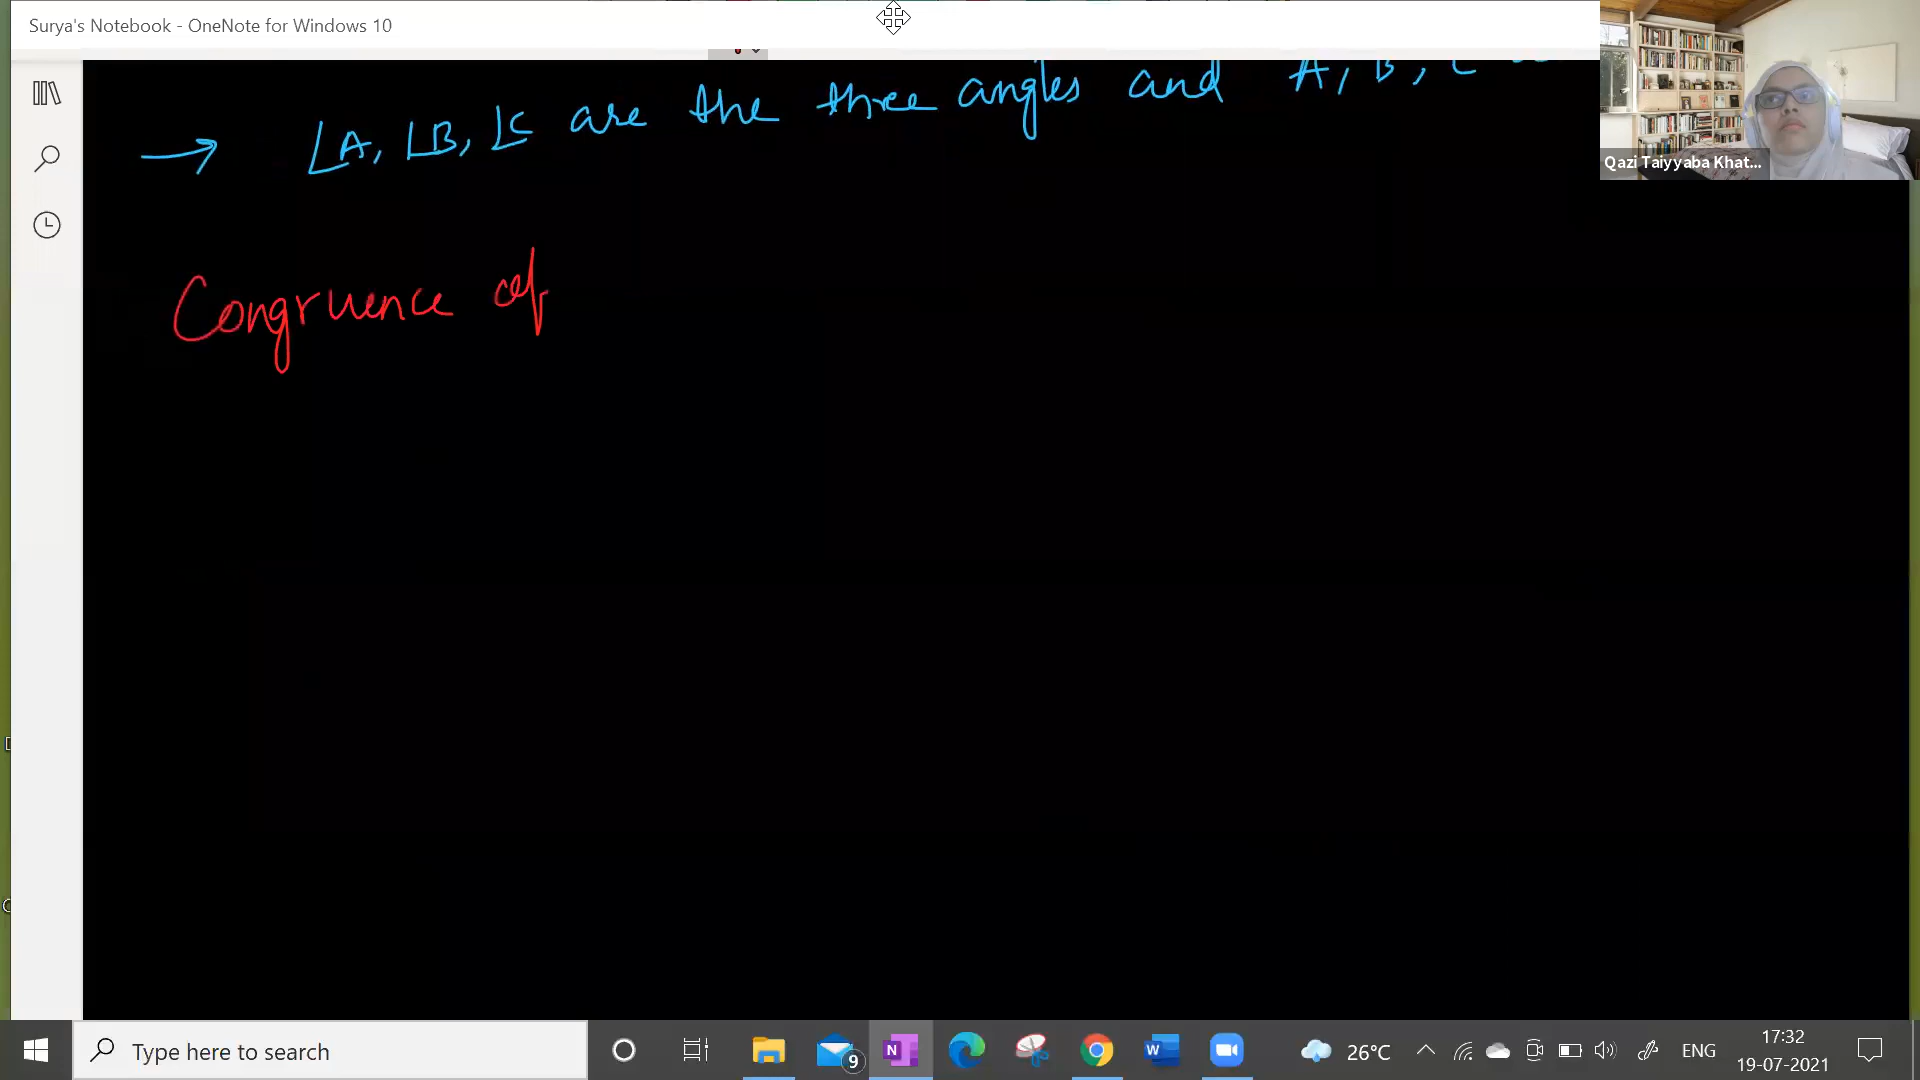 Surya's Notebook - OneNote for Windows 10
→ ∠A, ∠B, ∠C are the three angles and A, B, C
Qazi Taiyyaba Khat...
Congruence of
Type here to search
9
26°C
ENG
17:32
19-07-2021